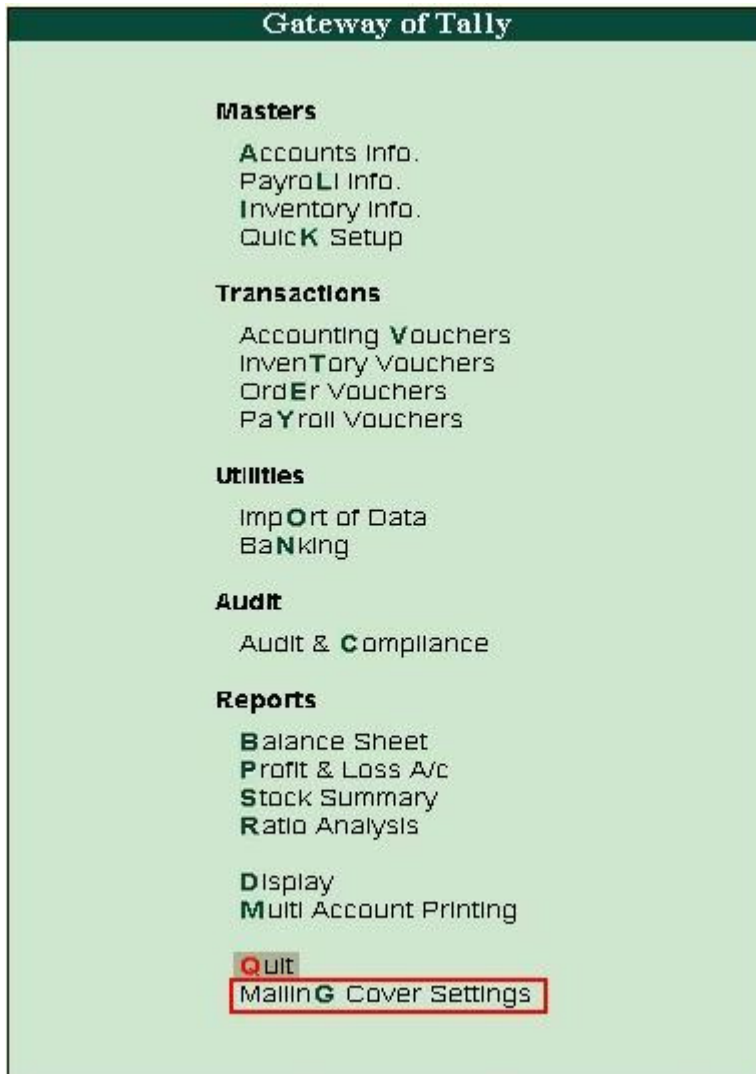 Gateway of Tally
Masters
Accounts Info.
PayroLl Info.
Inventory Info.
QuicK Setup
Transactions
Accounting Vouchers
InvenTory Vouchers
OrdEr Vouchers
PaYroll Vouchers
Utilities
ImpOrt of Data
BaNking
Audit
Audit & Compliance
Reports
Balance Sheet
Profit & Loss A/c
Stock Summary
Ratio Analysis
Display
Multi Account Printing
Quit
MailinG Cover Settings